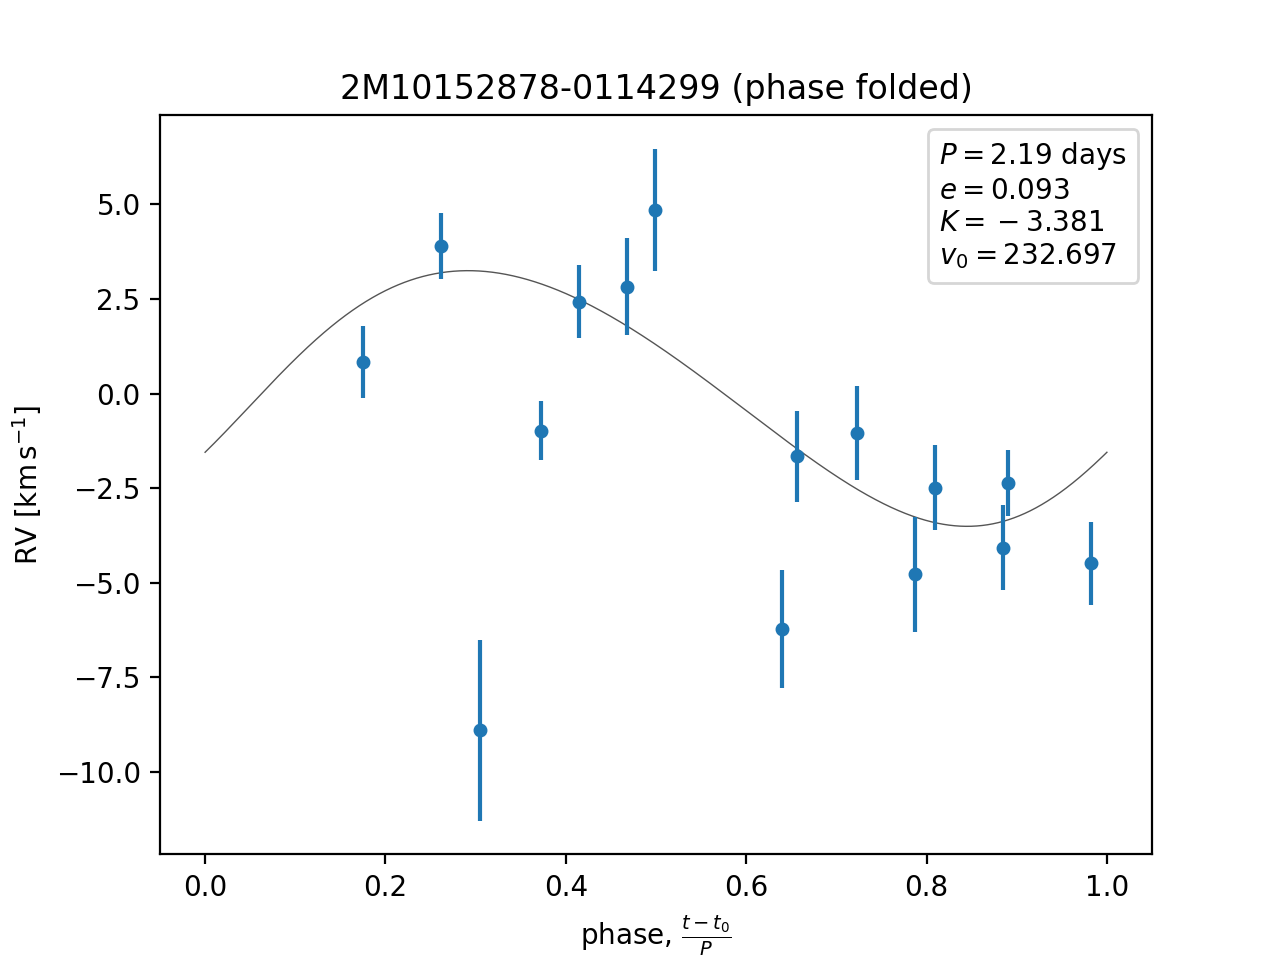 2M10152878-0114299 (phase folded)
P = 2.19 days
e = 0.093
K = −3.381
v₀ = 232.697
5.0
2.5
0.0
−2.5
−5.0
−7.5
−10.0
RV [km s⁻¹]
0.0 0.2 0.4 0.6 0.8 1.0
phase, (t − t₀)/P